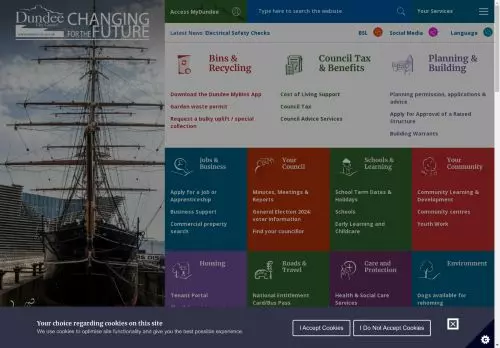 Dundee
City Council
CHANGING
FOR THE FUTURE
Access MyDundee
Type here to search the website.
Your Services
Latest News: Electrical Safety Checks
BSL
Social Media
Language
Bins &
Recycling
Download the Dundee MyBins App
Garden waste permit
Request a bulky uplift / special
collection
Council Tax
& Benefits
Cost of Living Support
Council Tax
Council Advice Services
Planning &
Building
Planning permission, applications &
advice
Apply for Approval of a Raised
Structure
Building Warrants
Jobs &
Business
Apply for a Job or
Apprenticeship
Business Support
Commercial property
search
Your
Council
Minutes, Meetings &
Reports
General Election 2024:
voter information
Find your councillor
Schools &
Learning
School Term Dates &
Holidays
Schools
Early Learning and
Childcare
Your
Community
Community Learning &
Development
Community centres
Youth Work
Housing
Tenant Portal
Roads &
Travel
National Entitlement
Card/Bus Pass.
Care and
Protection
Health & Social Care
Services
Environment
Dogs available for
rehoming
Your choice regarding cookies on this site
We use cookies to optimise site functionality and give you the best possible experience.
I Accept Cookies
I Do Not Accept Cookies